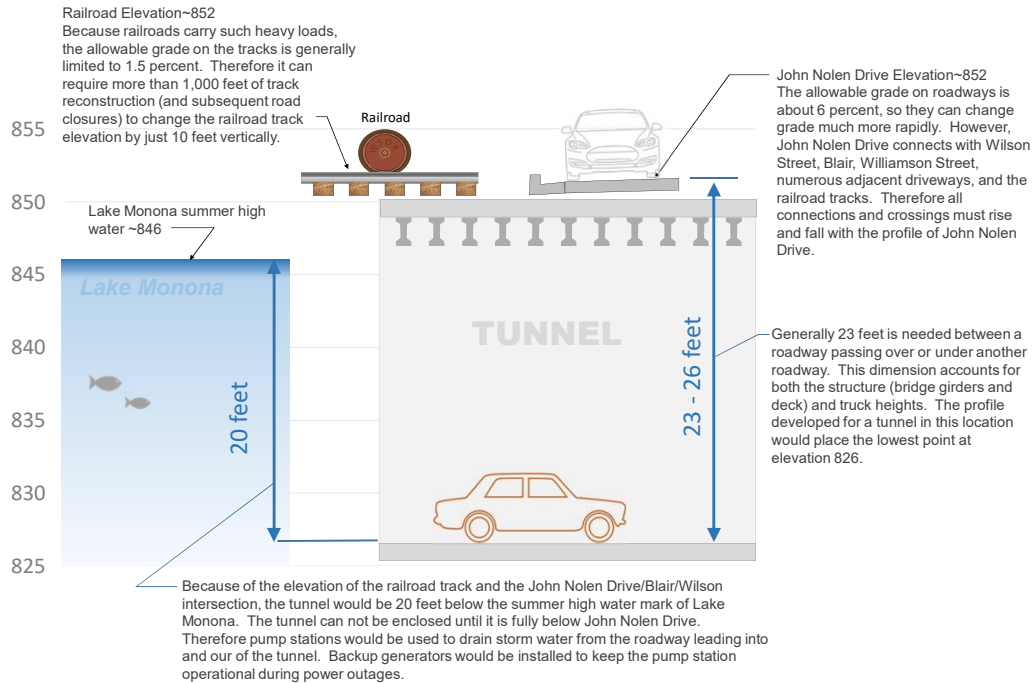 Railroad Elevation~852
Because railroads carry such heavy loads,
the allowable grade on the tracks is generally
limited to 1.5 percent. Therefore it can
require more than 1,000 feet of track
reconstruction (and subsequent road
closures) to change the railroad track
elevation by just 10 feet vertically.
Railroad
WSOR
John Nolen Drive Elevation~852
The allowable grade on roadways is
about 6 percent, so they can change
grade much more rapidly. However,
John Nolen Drive connects with Wilson
Street, Blair, Williamson Street,
numerous adjacent driveways, and the
railroad tracks. Therefore all
connections and crossings must rise
and fall with the profile of John Nolen
Drive.
855
850
845
840
835
830
825
Lake Monona summer high
water ~846
Lake Monona
20 feet
TUNNEL
23 - 26 feet
Generally 23 feet is needed between a
roadway passing over or under another
roadway. This dimension accounts for
both the structure (bridge girders and
deck) and truck heights. The profile
developed for a tunnel in this location
would place the lowest point at
elevation 826.
Because of the elevation of the railroad track and the John Nolen Drive/Blair/Wilson
intersection, the tunnel would be 20 feet below the summer high water mark of Lake
Monona. The tunnel can not be enclosed until it is fully below John Nolen Drive.
Therefore pump stations would be used to drain storm water from the roadway leading into
and our of the tunnel. Backup generators would be installed to keep the pump station
operational during power outages.